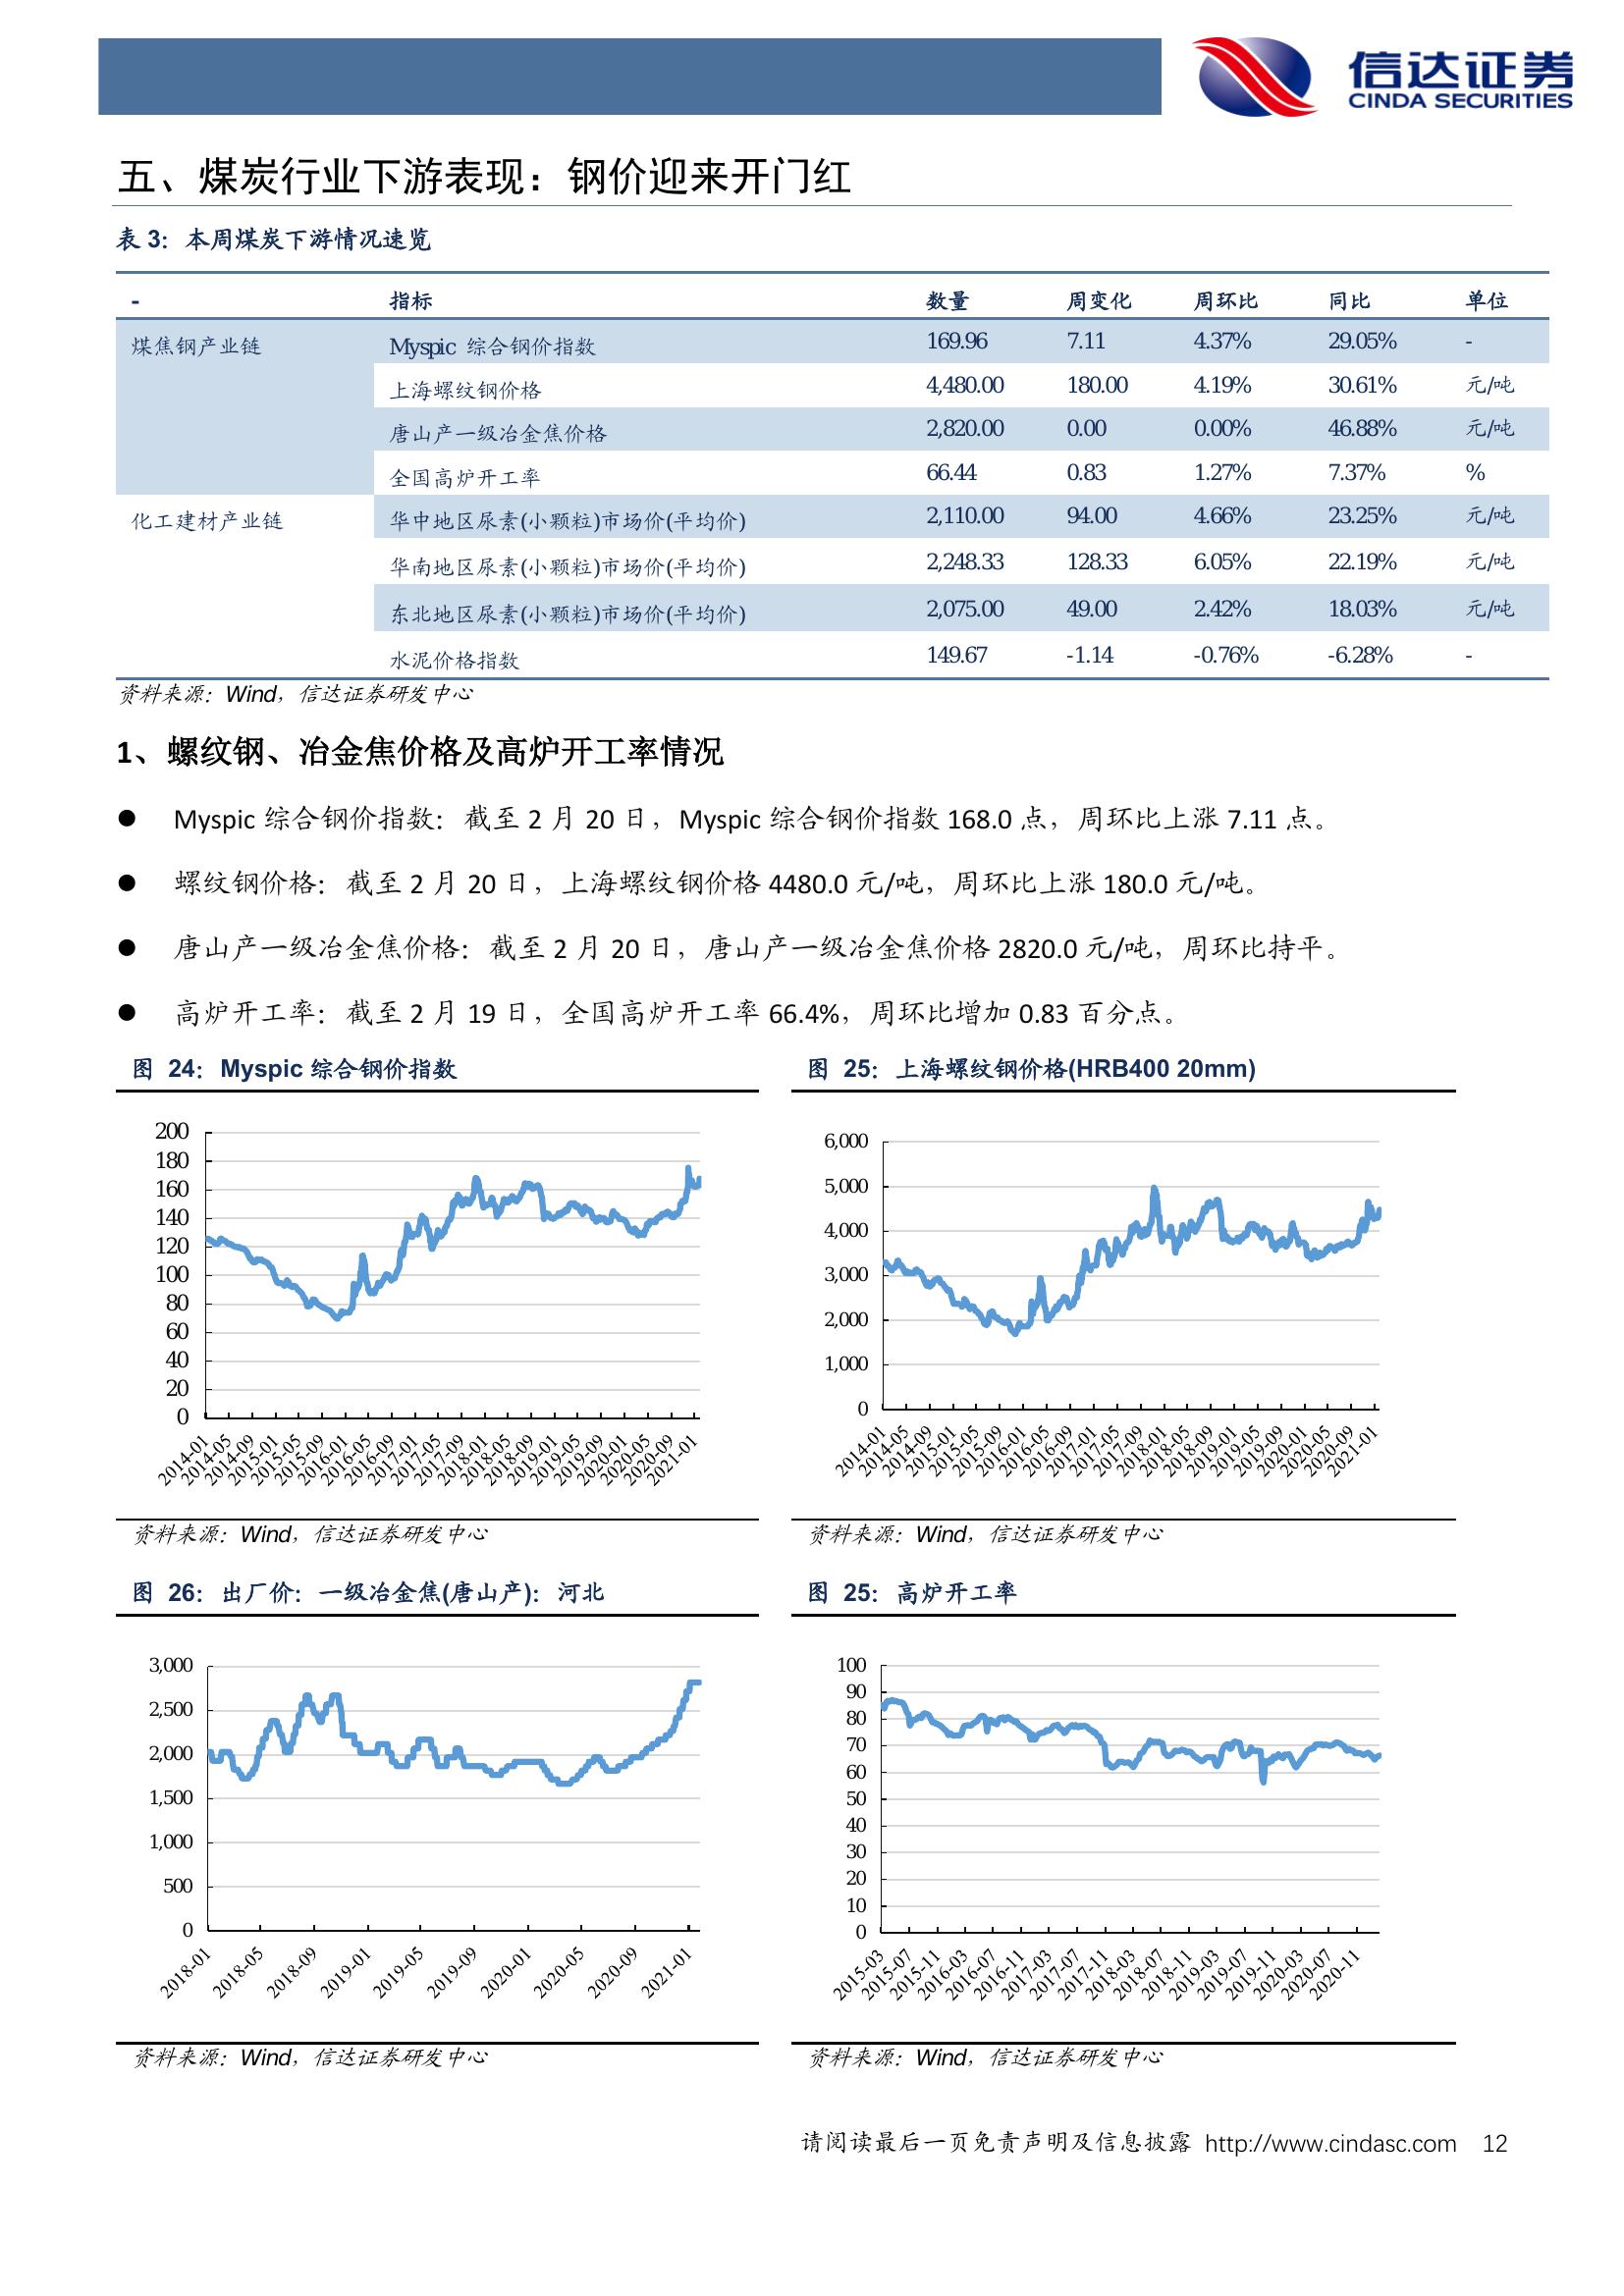 信达证券
CINDA SECURITIES
五、煤炭行业下游表现：钢价迎来开门红
表 3：本周煤炭下游情况速览
- 指标 数量 周变化 周环比 同比 单位
煤焦钢产业链 Myspic 综合钢价指数 169.96 7.11 4.37% 29.05% -
上海螺纹钢价格 4,480.00 180.00 4.19% 30.61% 元/吨
唐山产一级冶金焦价格 2,820.00 0.00 0.00% 46.88% 元/吨
全国高炉开工率 66.44 0.83 1.27% 7.37% %
化工建材产业链 华中地区尿素(小颗粒)市场价(平均价) 2,110.00 94.00 4.66% 23.25% 元/吨
华南地区尿素(小颗粒)市场价(平均价) 2,248.33 128.33 6.05% 22.19% 元/吨
东北地区尿素(小颗粒)市场价(平均价) 2,075.00 49.00 2.42% 18.03% 元/吨
水泥价格指数 149.67 -1.14 -0.76% -6.28% -
资料来源：Wind，信达证券研发中心
1、螺纹钢、冶金焦价格及高炉开工率情况
● Myspic 综合钢价指数：截至 2 月 20 日，Myspic 综合钢价指数 168.0 点，周环比上涨 7.11 点。
● 螺纹钢价格：截至 2 月 20 日，上海螺纹钢价格 4480.0 元/吨，周环比上涨 180.0 元/吨。
● 唐山产一级冶金焦价格：截至 2 月 20 日，唐山产一级冶金焦价格 2820.0 元/吨，周环比持平。
● 高炉开工率：截至 2 月 19 日，全国高炉开工率 66.4%，周环比增加 0.83 百分点。
图 24：Myspic 综合钢价指数
200
180
160
140
120
100
80
60
40
20
0
2014-01 2014-05 2014-09 2015-01 2015-05 2015-09 2016-01 2016-05 2016-09 2017-01 2017-05 2017-09 2018-01 2018-05 2018-09 2019-01 2019-05 2019-09 2020-01 2020-05 2020-09 2021-01
资料来源：Wind，信达证券研发中心
图 25：上海螺纹钢价格(HRB400 20mm)
6,000
5,000
4,000
3,000
2,000
1,000
0
2014-01 2014-05 2014-09 2015-01 2015-05 2015-09 2016-01 2016-05 2016-09 2017-01 2017-05 2017-09 2018-01 2018-05 2018-09 2019-01 2019-05 2019-09 2020-01 2020-05 2020-09 2021-01
资料来源：Wind，信达证券研发中心
图 26：出厂价：一级冶金焦(唐山产)：河北
3,000
2,500
2,000
1,500
1,000
500
0
2018-01 2018-05 2018-09 2019-01 2019-05 2019-09 2020-01 2020-05 2020-09 2021-01
资料来源：Wind，信达证券研发中心
图 25：高炉开工率
100
90
80
70
60
50
40
30
20
10
0
2015-03 2015-07 2015-11 2016-03 2016-07 2016-11 2017-03 2017-07 2017-11 2018-03 2018-07 2018-11 2019-03 2019-07 2019-11 2020-03 2020-07 2020-11
资料来源：Wind，信达证券研发中心
请阅读最后一页免责声明及信息披露 http://www.cindasc.com 12